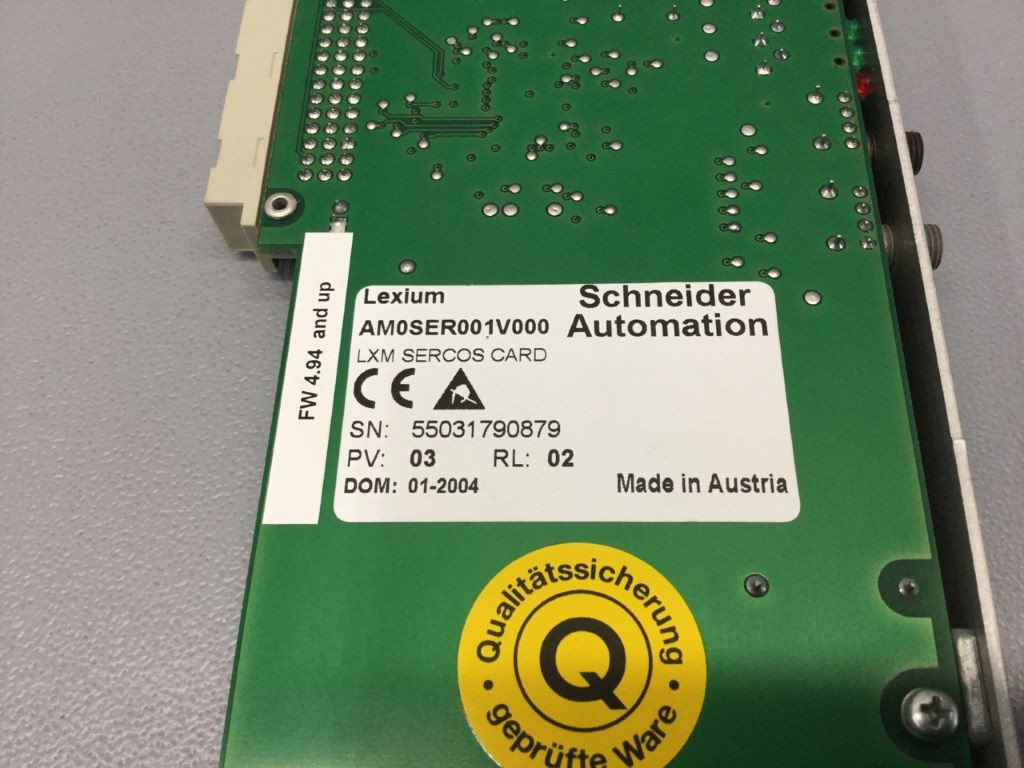 FW 4.94 and up
Lexium
Schneider
AM0SER001V000
Automation
LXM SERCOS CARD
CE
SN: 55031790879
PV: 03 RL: 02
DOM: 01-2004
Made in Austria
Qualitätssicherung
Q
• geprüfte Ware •